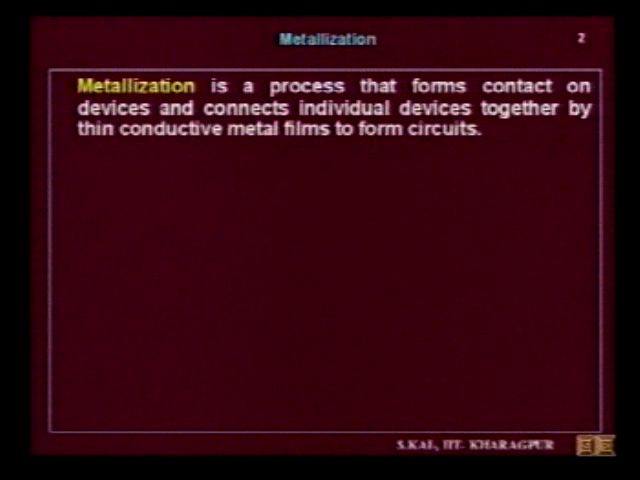 Metallization 2
Metallization is a process that forms contact on
devices and connects individual devices together by
thin conductive metal films to form circuits.
S.KAL, IIT- KHARAGPUR